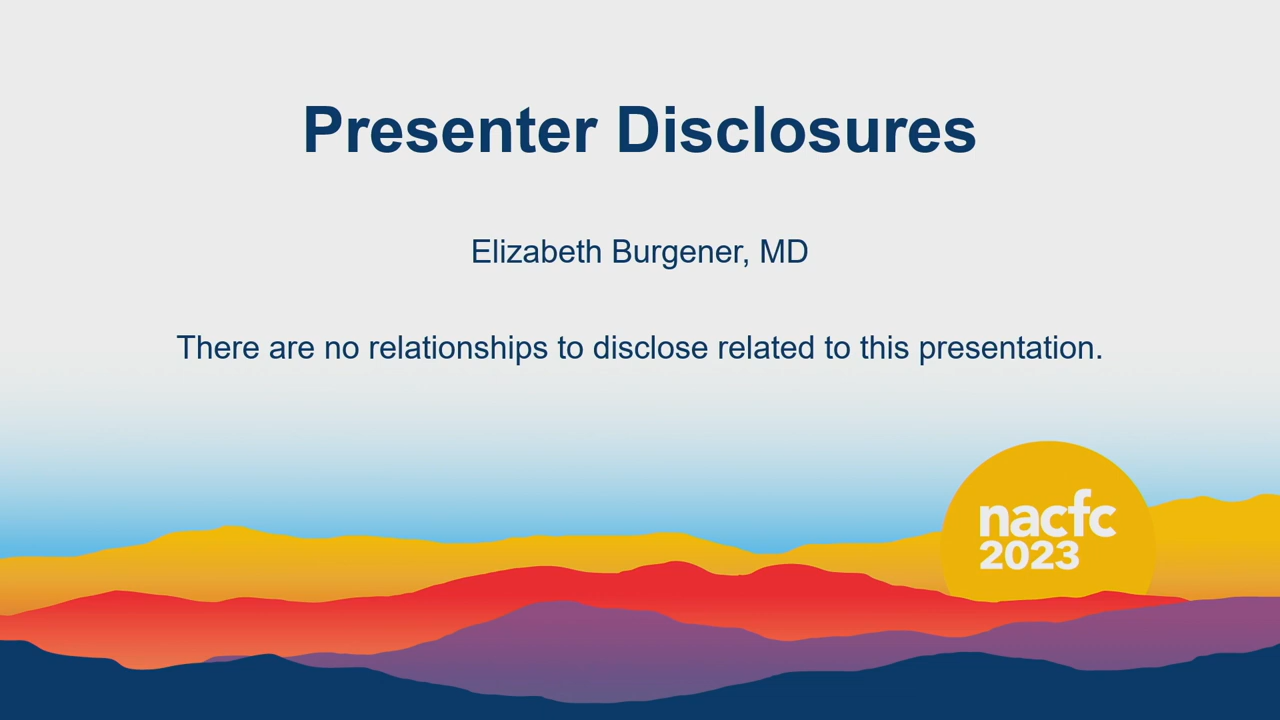 Presenter Disclosures
Elizabeth Burgener, MD
There are no relationships to disclose related to this presentation.
nacfc
2023